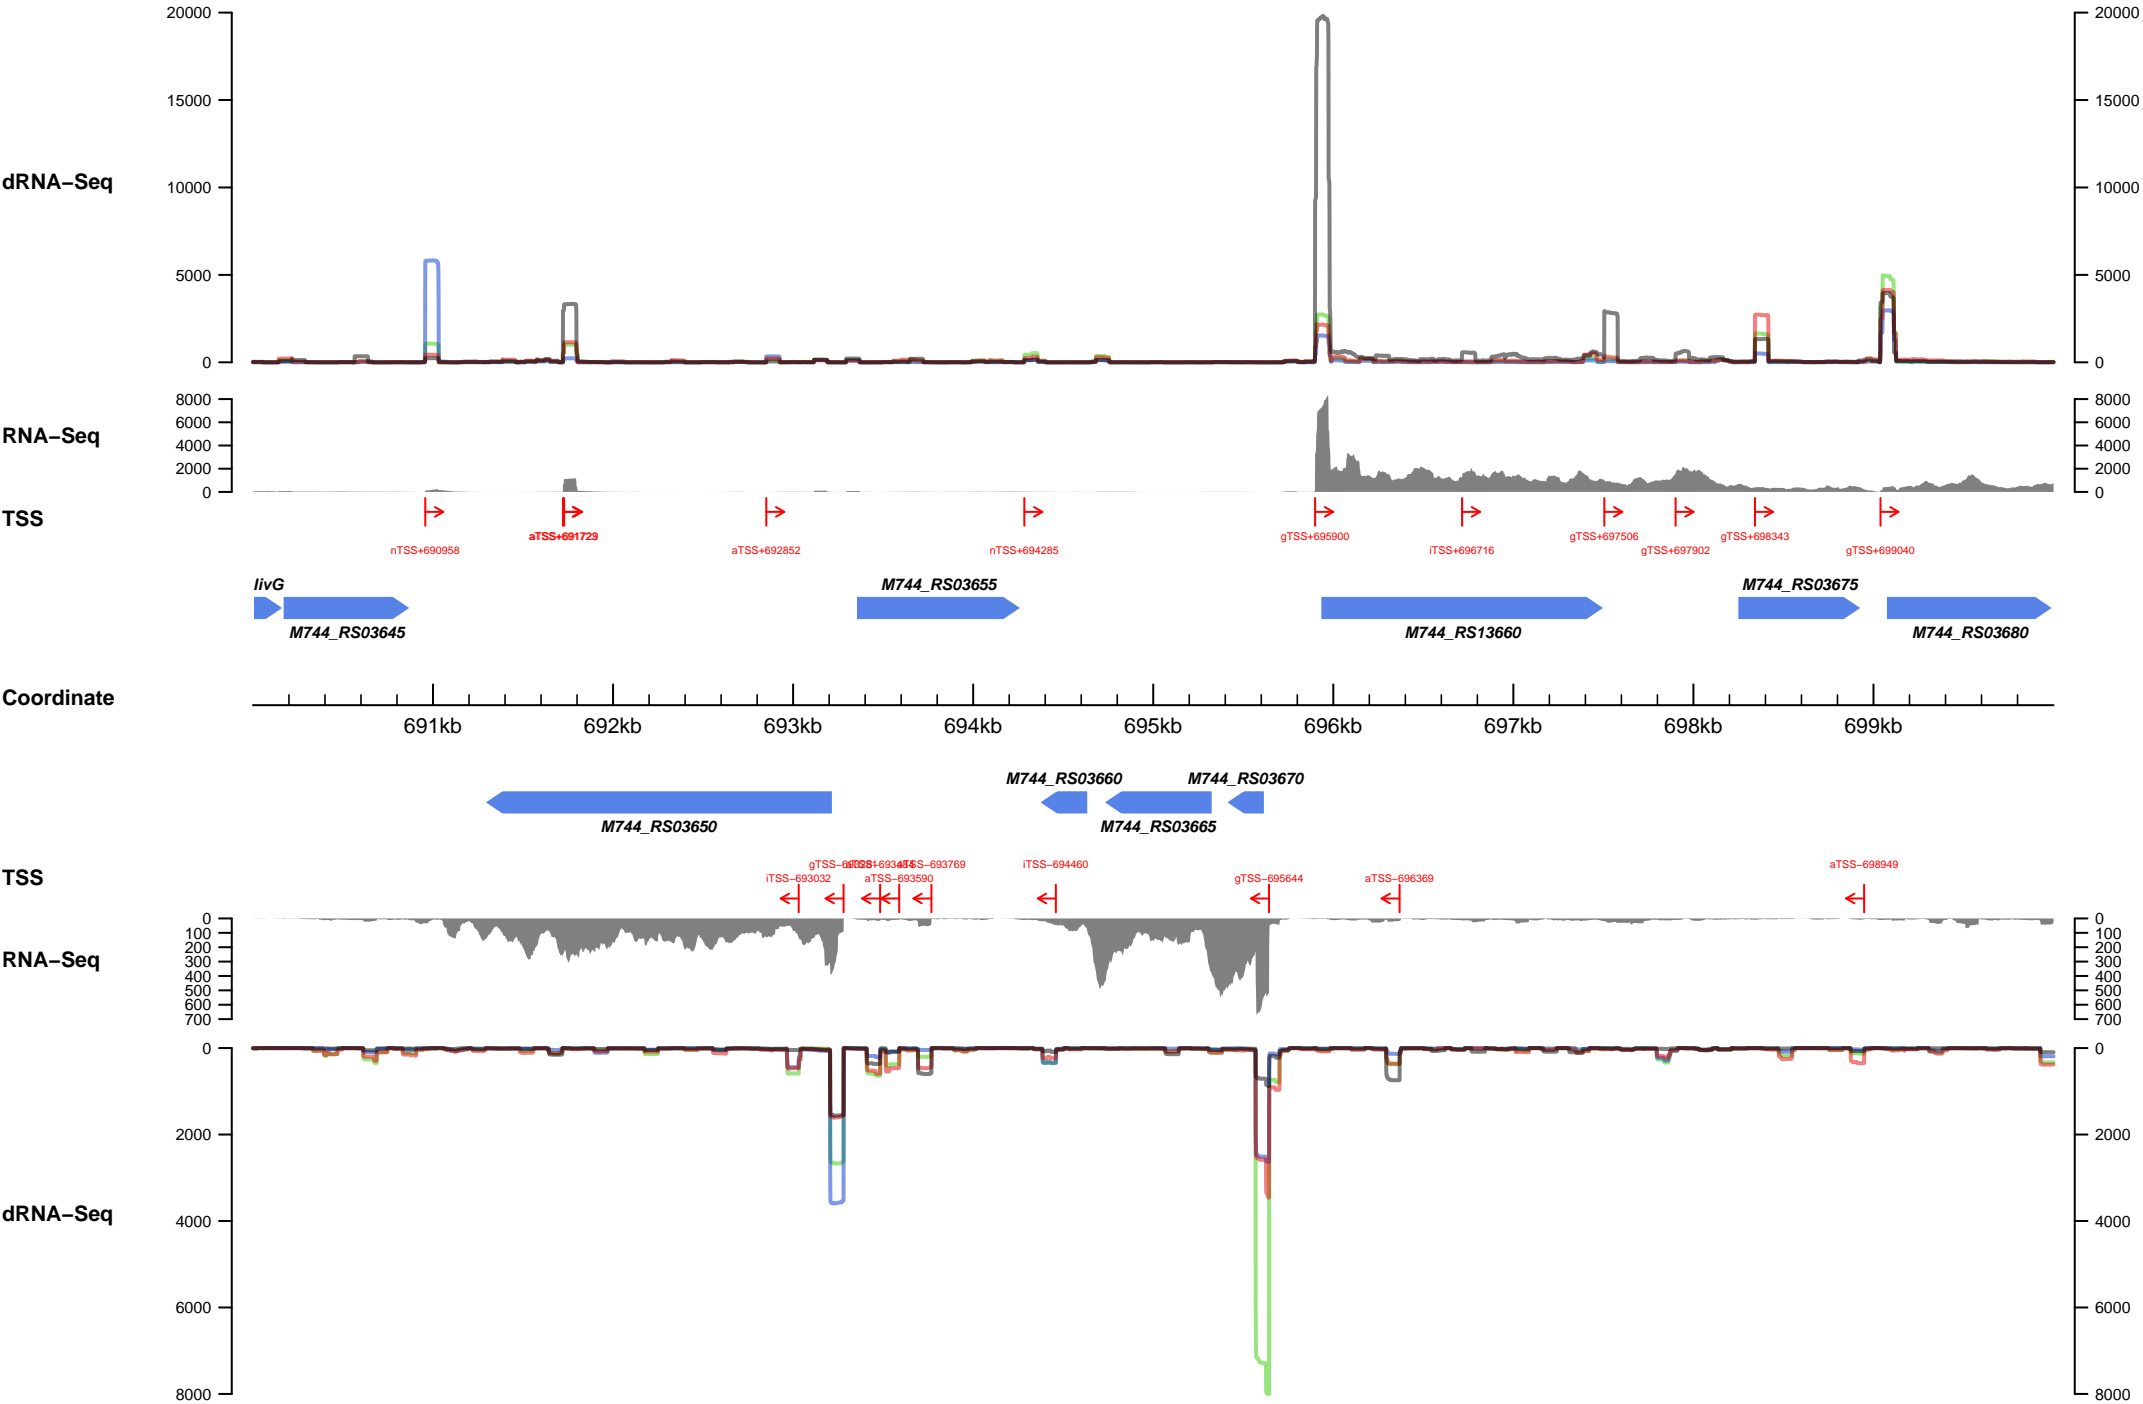 20000 20000
15000 15000
dRNA−Seq
10000 10000
5000 5000
0 0
8000 8000
6000 6000
RNA−Seq
4000 4000
2000 2000
0 0
TSS
gTSS+695900 gTSS+697506 gTSS+698343
nTSS+690958 aTSS+692852 nTSS+694285 iTSS+696716 gTSS+697902 gTSS+699040
livG M744_RS03655 M744_RS03675
M744_RS03645 M744_RS13660 M744_RS03680
Coordinate
691kb 692kb 693kb 694kb 695kb 696kb 697kb 698kb 699kb
M744_RS03660 M744_RS03670
M744_RS03650 M744_RS03665
TSS
iTSS−694460 aTSS−698949
iTSS−693032 aTSS−693590 gTSS−695644 aTSS−696369
0 0
100 100
200 200
RNA−Seq
300 300
400 400
500 500
600 600
700 700
0 0
2000 2000
dRNA−Seq
4000 4000
6000 6000
8000 8000